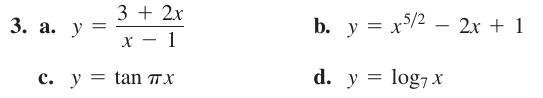 3. a. y = (3 + 2x)/(x − 1)
b. y = x^{5/2} − 2x + 1
c. y = tan πx
d. y = log₇ x